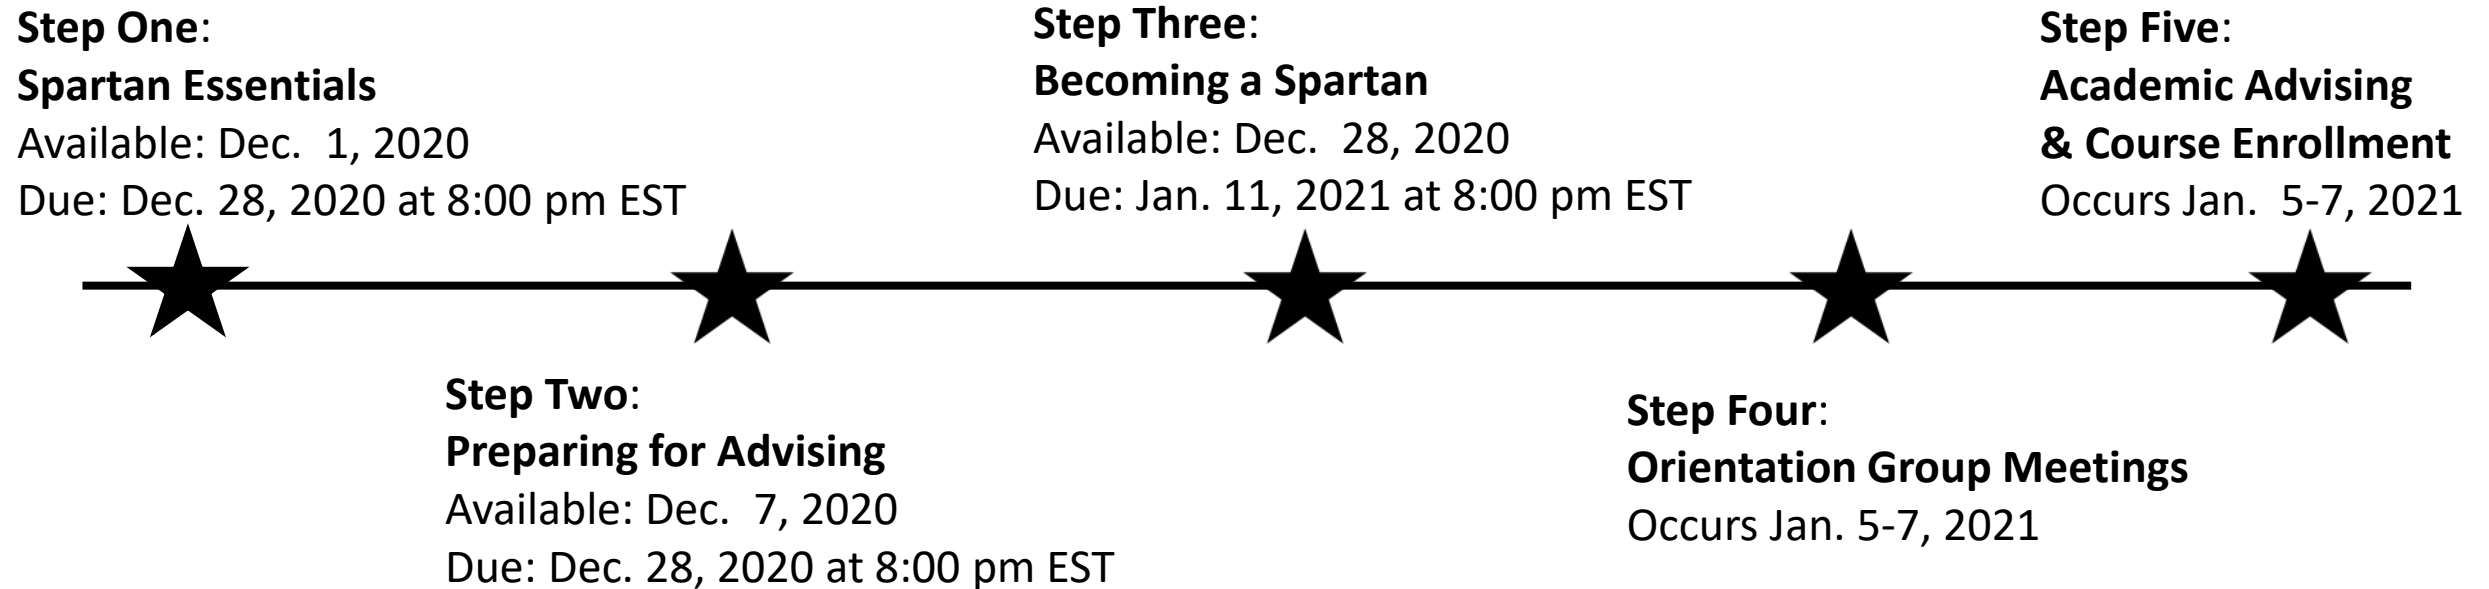 Step One:
Spartan Essentials
Available: Dec.  1, 2020
Due: Dec. 28, 2020 at 8:00 pm EST
Step Two:
Preparing for Advising
Available: Dec.  7, 2020
Due: Dec. 28, 2020 at 8:00 pm EST
Step Three:
Becoming a Spartan
Available: Dec.  28, 2020
Due: Jan. 11, 2021 at 8:00 pm EST
Step Four:
Orientation Group Meetings
Occurs Jan. 5-7, 2021
Step Five:
Academic Advising
& Course Enrollment
Occurs Jan.  5-7, 2021